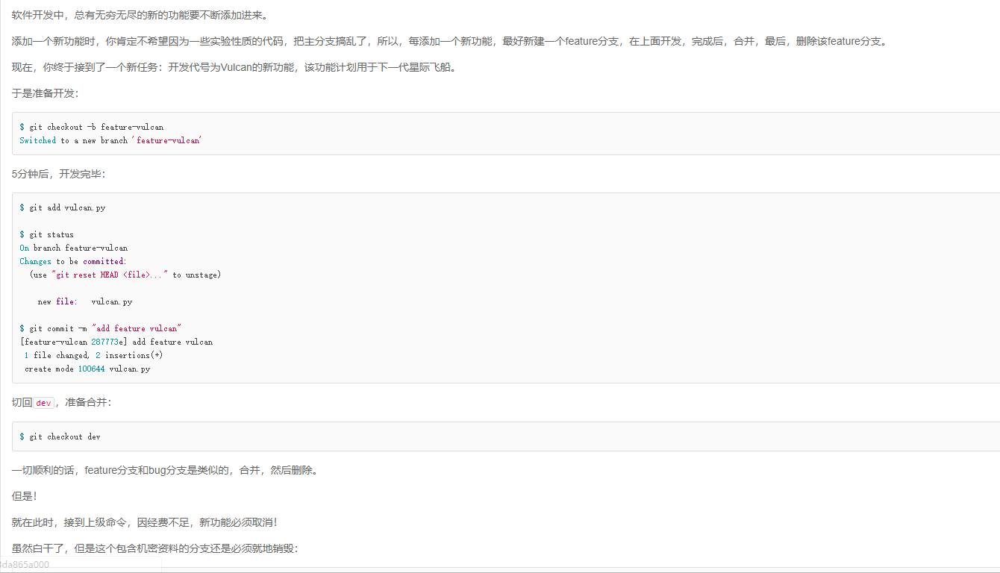 软件开发中，总有无穷无尽的新的功能要不断添加进来。
添加一个新功能时，你肯定不希望因为一些实验性质的代码，把主分支搞乱了，所以，每添加一个新功能，最好新建一个feature分支，在上面开发，完成后，合并，最后，删除该feature分支。
现在，你终于接到了一个新任务：开发代号为Vulcan的新功能，该功能计划用于下一代星际飞船。
于是准备开发：
$ git checkout -b feature-vulcan
Switched to a new branch 'feature-vulcan'
5分钟后，开发完毕：
$ git add vulcan.py
$ git status
On branch feature-vulcan
Changes to be committed:
(use "git reset HEAD <file>..." to unstage)
new file:   vulcan.py
$ git commit -m "add feature vulcan"
[feature-vulcan 287773e] add feature vulcan
1 file changed, 2 insertions(+)
create mode 100644 vulcan.py
切回dev，准备合并：
$ git checkout dev
一切顺利的话，feature分支和bug分支是类似的，合并，然后删除。
但是！
就在此时，接到上级命令，因经费不足，新功能必须取消！
虽然白干了，但是这个包含机密资料的分支还是必须就地销毁：
da865a000